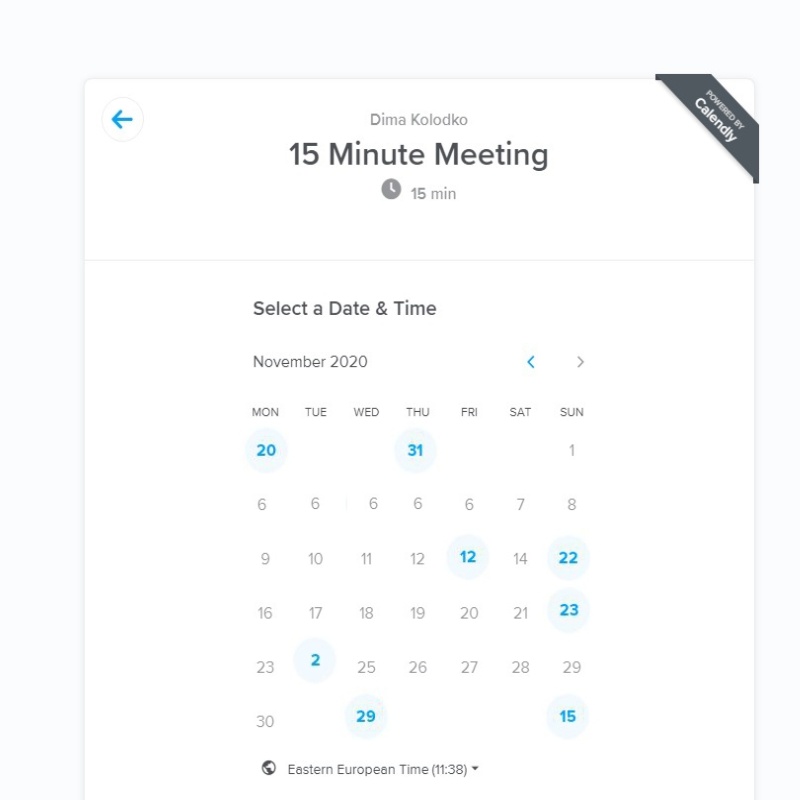 POWERED BY
Calendly
Dima Kolodko
15 Minute Meeting
15 min
Select a Date & Time
November 2020
MON TUE WED THU FRI SAT SUN
20 31 1
6 6 6 6 6 7 8
9 10 11 12 12 14 22
16 17 18 19 20 21 23
23 2 25 26 27 28 29
30 29 15
Eastern European Time (11:38)